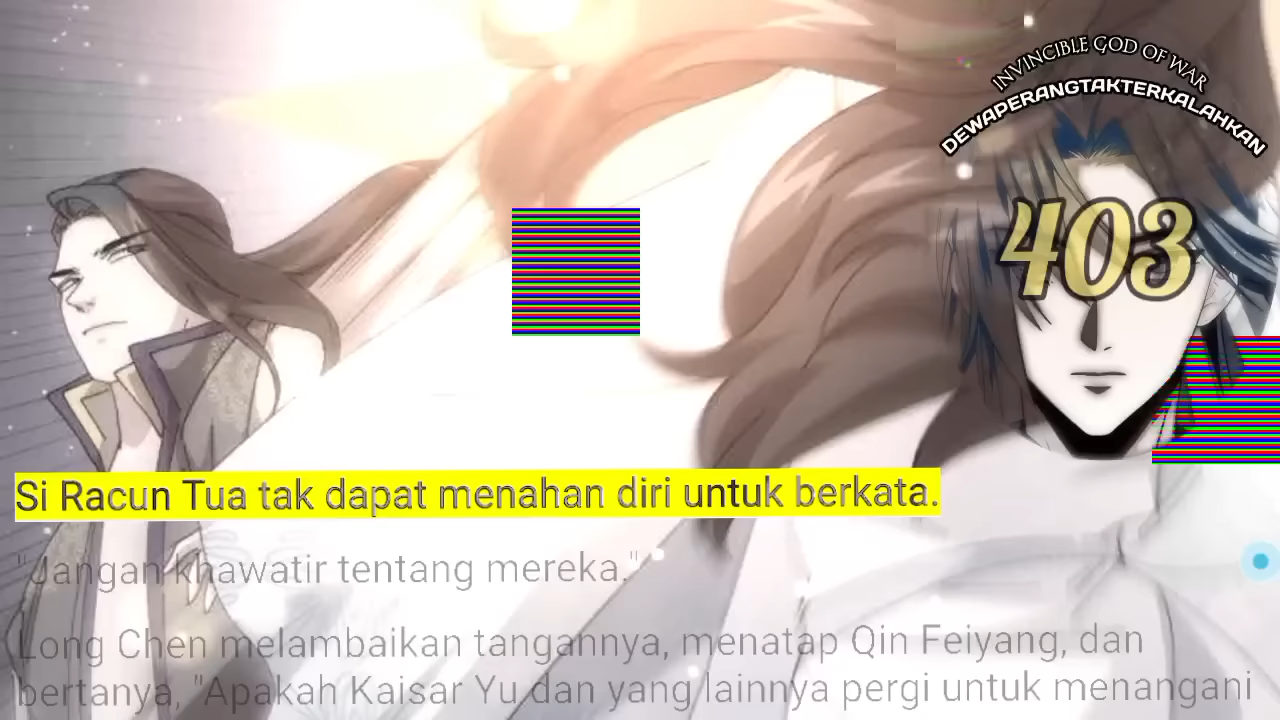 INVINCIBLE GOD OF WAR
DEWAPERANGTAKTERKALAHKAN
403
Si Racun Tua tak dapat menahan diri untuk berkata.
"Jangan khawatir tentang mereka."
Long Chen melambaikan tangannya, menatap Qin Feiyang, dan
bertanya, "Apakah Kaisar Yu dan yang lainnya pergi untuk menangani